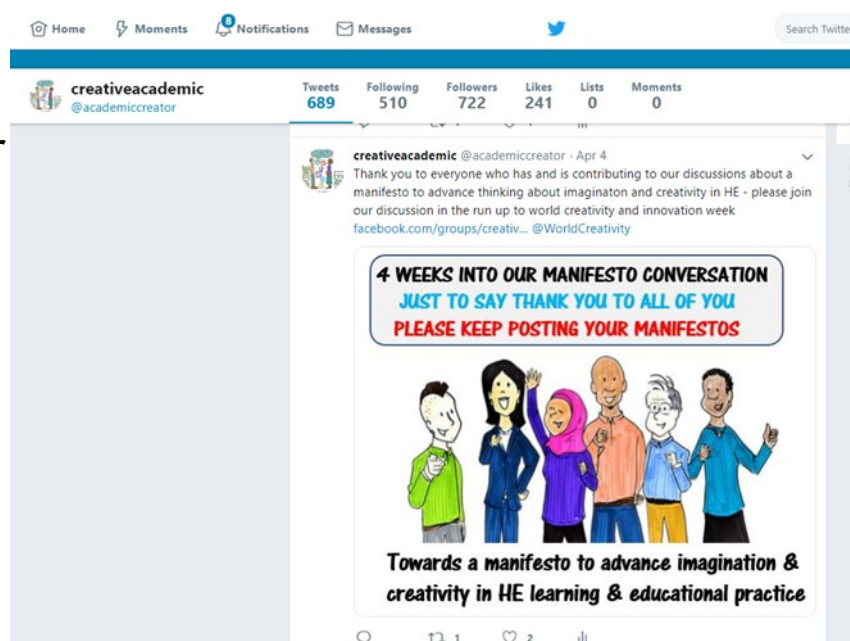 Home Moments 8 Notifications Messages Search Twitte
creativeacademic
@academiccreator
Tweets Following Followers Likes Lists Moments
689 510 722 241 0 0
creativeacademic @academiccreator · Apr 4
Thank you to everyone who has and is contributing to our discussions about a
manifesto to advance thinking about imaginaton and creativity in HE - please join
our discussion in the run up to world creativity and innovation week
facebook.com/groups/creativ... @WorldCreativity
4 WEEKS INTO OUR MANIFESTO CONVERSATION
JUST TO SAY THANK YOU TO ALL OF YOU
PLEASE KEEP POSTING YOUR MANIFESTOS
Towards a manifesto to advance imagination &
creativity in HE learning & educational practice
1 2